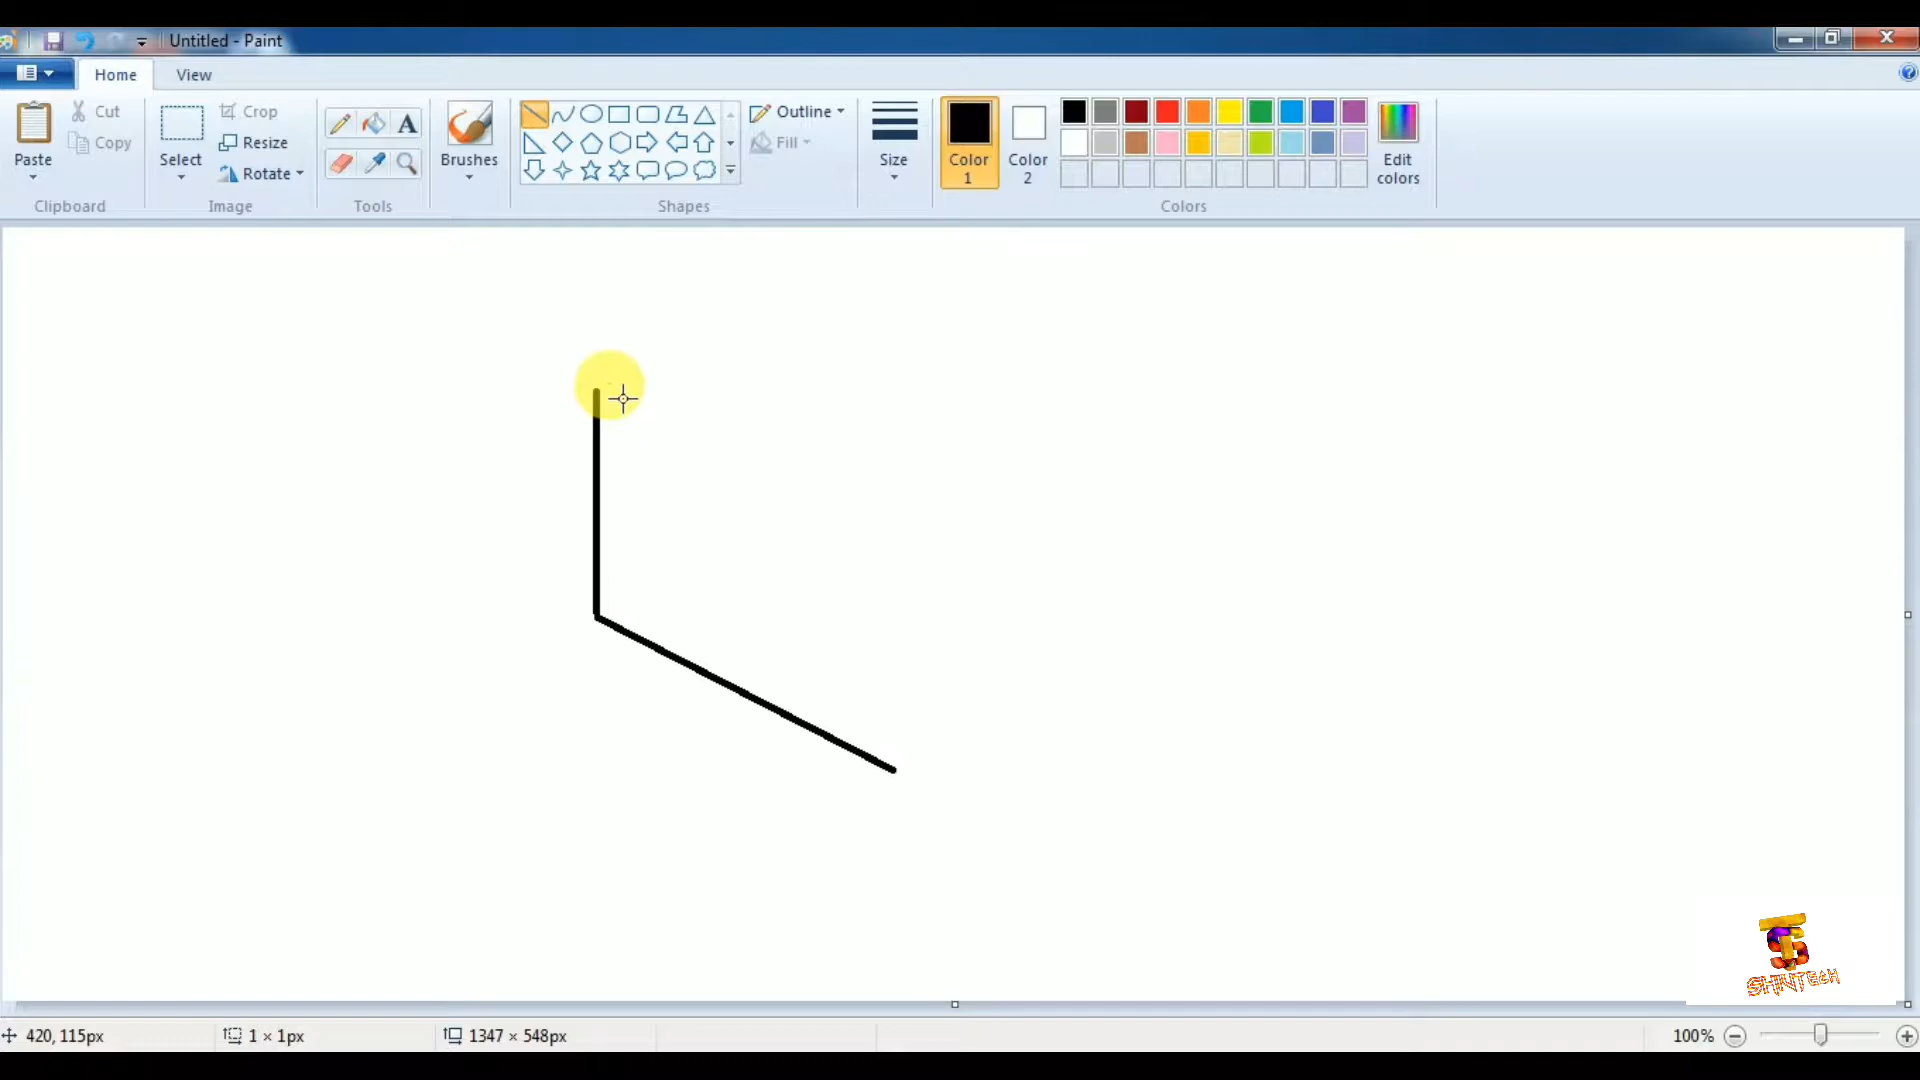 Untitled - Paint
Home View
Paste
Cut
Copy
Clipboard
Select
Crop
Resize
Rotate
Image
A
Tools
Brushes
Shapes
Outline
Fill
Size
Color 1
Color 2
Edit colors
Colors
SHINTECH
420, 115px
1 × 1px
1347 × 548px
100%